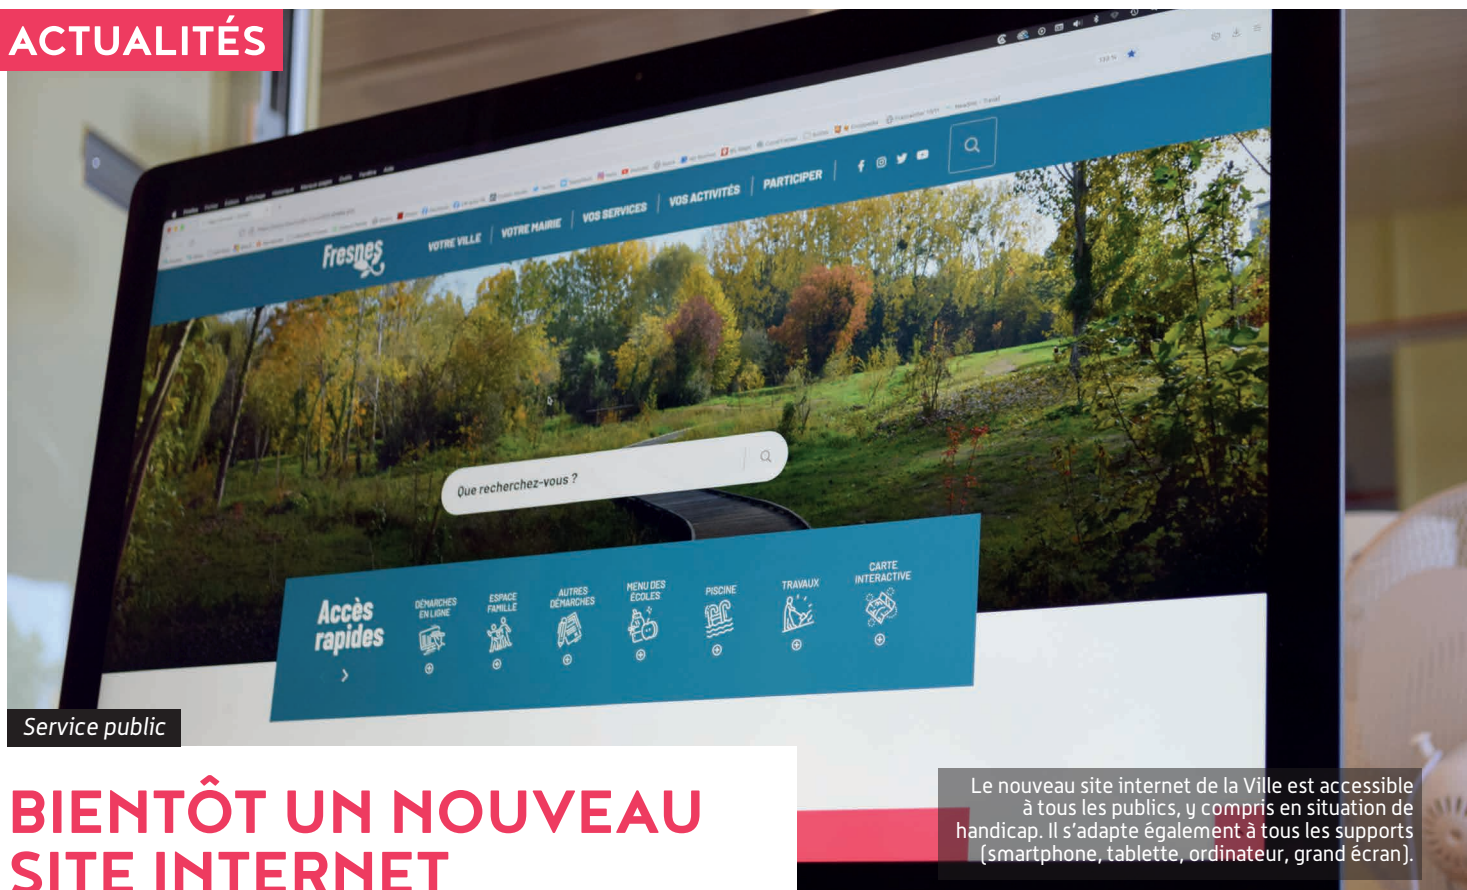 ACTUALITÉS
Fresnes
VOTRE VILLE
VOTRE MAIRIE
VOS SERVICES
VOS ACTIVITÉS
PARTICIPER
Que recherchez-vous ?
Accès
rapides
DÉMARCHES
EN LIGNE
ESPACE
FAMILLE
AUTRES
DÉMARCHES
MENU DES
ÉCOLES
PISCINE
TRAVAUX
CARTE
INTERACTIVE
Service public
BIENTÔT UN NOUVEAU
SITE INTERNET
Le nouveau site internet de la Ville est accessible
à tous les publics, y compris en situation de
handicap. Il s’adapte également à tous les supports
(smartphone, tablette, ordinateur, grand écran).